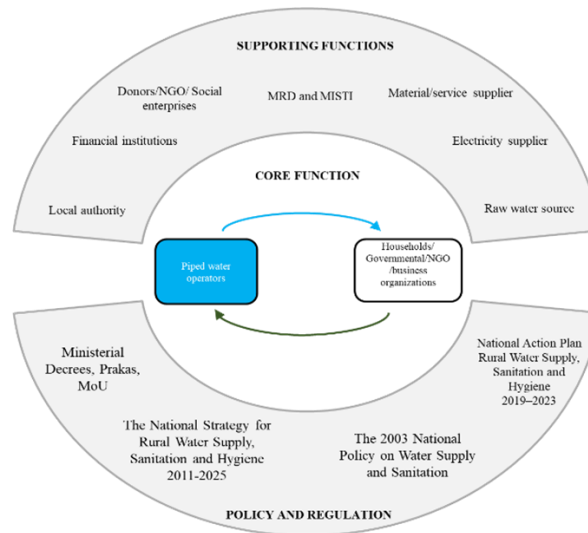 SUPPORTING FUNCTIONS
Donors/NGO/ Social
enterprises
MRD and MISTI
Material/service supplier
Financial institutions
Electricity supplier
Local authority
Raw water source
CORE FUNCTION
Piped water
operators
Households/
Governmental/NGO
/business
organizations
Ministerial
Decrees, Prakas,
MoU
National Action Plan
Rural Water Supply,
Sanitation and
Hygiene
2019–2023
The National Strategy for
Rural Water Supply,
Sanitation and Hygiene
2011-2025
The 2003 National
Policy on Water Supply
and Sanitation
POLICY AND REGULATION